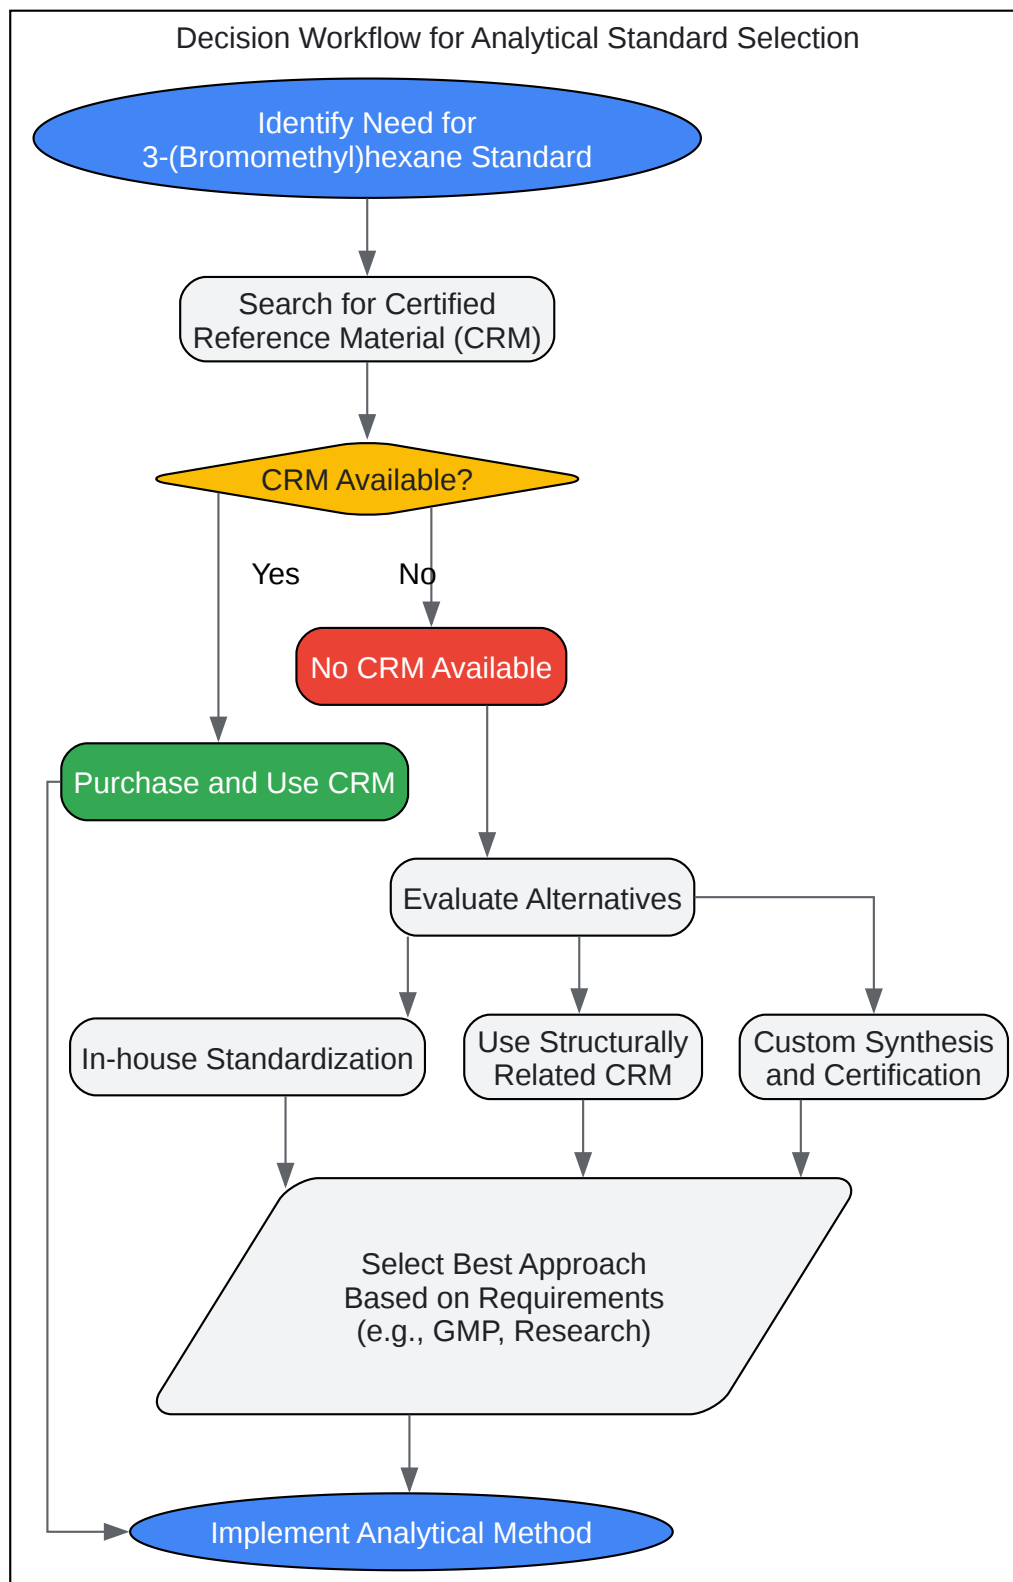 Decision Workflow for Analytical Standard Selection
Identify Need for
3-(Bromomethyl)hexane Standard
Search for Certified
Reference Material (CRM)
CRM Available?
Yes
No
No CRM Available
Purchase and Use CRM
Evaluate Alternatives
In-house Standardization
Use Structurally
Related CRM
Custom Synthesis
and Certification
Select Best Approach
Based on Requirements
(e.g., GMP, Research)
Implement Analytical Method